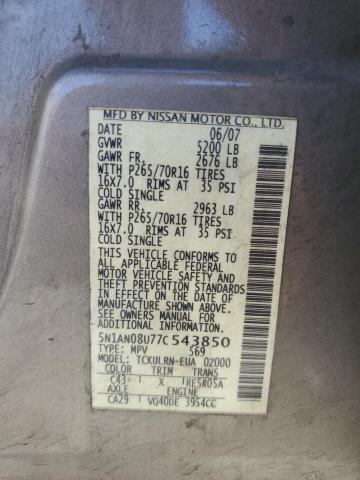 MFD BY NISSAN MOTOR CO., LTD.
DATE 06/07
GVWR 5200 LB
GAWR FR. 2676 LB
WITH P265/70R16 TIRES
16X7.0 RIMS AT 35 PSI
COLD SINGLE
GAWR RR. 2963 LB
WITH P265/70R16 TIRES
16X7.0 RIMS AT 35 PSI
COLD SINGLE
THIS VEHICLE CONFORMS TO
ALL APPLICABLE FEDERAL
MOTOR VEHICLE SAFETY AND
THEFT PREVENTION
STANDARDS IN EFFECT ON
THE DATE OF MANUFACTURE
SHOWN ABOVE.
SEE OWNERS MANUAL FOR
ADDITIONAL INFORMATION.
5N1AN08U77C543850
TYPE: MPV 569
MODEL: TCKULRN-EUA 02000
COLOR TRIM TRANS
C43 X RE5R05A
AXLE ENGINE
CA29 VQ40DE 3954CC